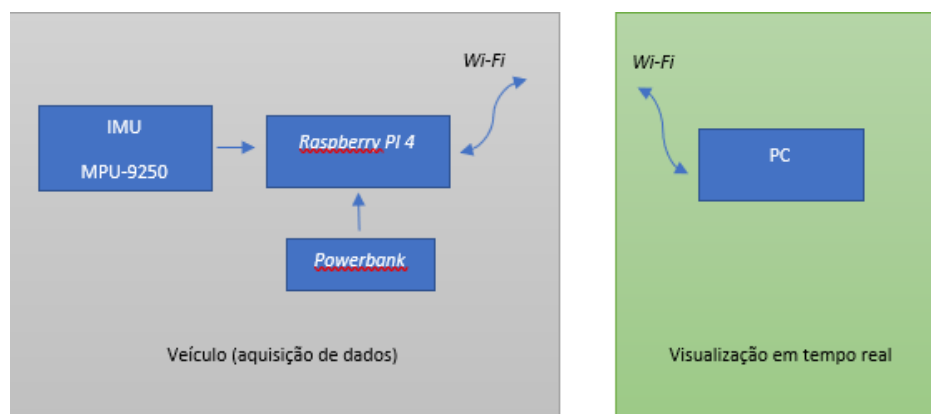 Wi-Fi
IMU
MPU-9250
Raspberry PI 4
Powerbank
Veículo (aquisição de dados)
Wi-Fi
PC
Visualização em tempo real